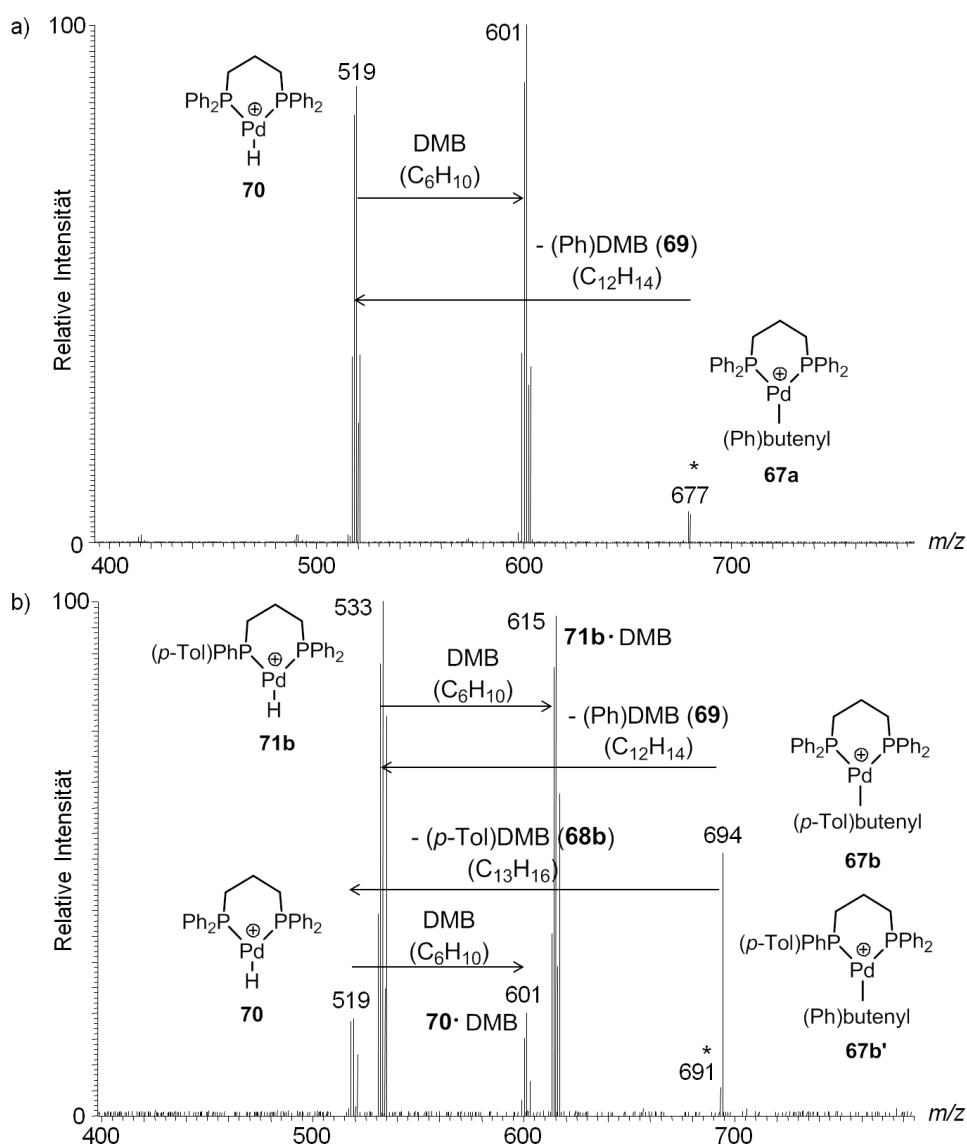 a)
100
601
519
DMB
(C6H10)
Ph2P
PPh2
⊕
Pd
H
70
- (Ph)DMB (69)
(C12H14)
Ph2P
PPh2
⊕
Pd
(Ph)butenyl
67a
*
677
Relative Intensität
0
400
500
600
700
m/z
b)
100
533
615
71b· DMB
(p-Tol)PhP
PPh2
⊕
Pd
H
71b
DMB
(C6H10)
- (Ph)DMB (69)
(C12H14)
Ph2P
PPh2
⊕
Pd
(p-Tol)butenyl
67b
- (p-Tol)DMB (68b)
(C13H16)
694
Ph2P
PPh2
⊕
Pd
H
70
DMB
(C6H10)
519
601
70· DMB
(p-Tol)PhP
PPh2
⊕
Pd
(Ph)butenyl
67b'
*
691
Relative Intensität
0
400
500
600
700
m/z